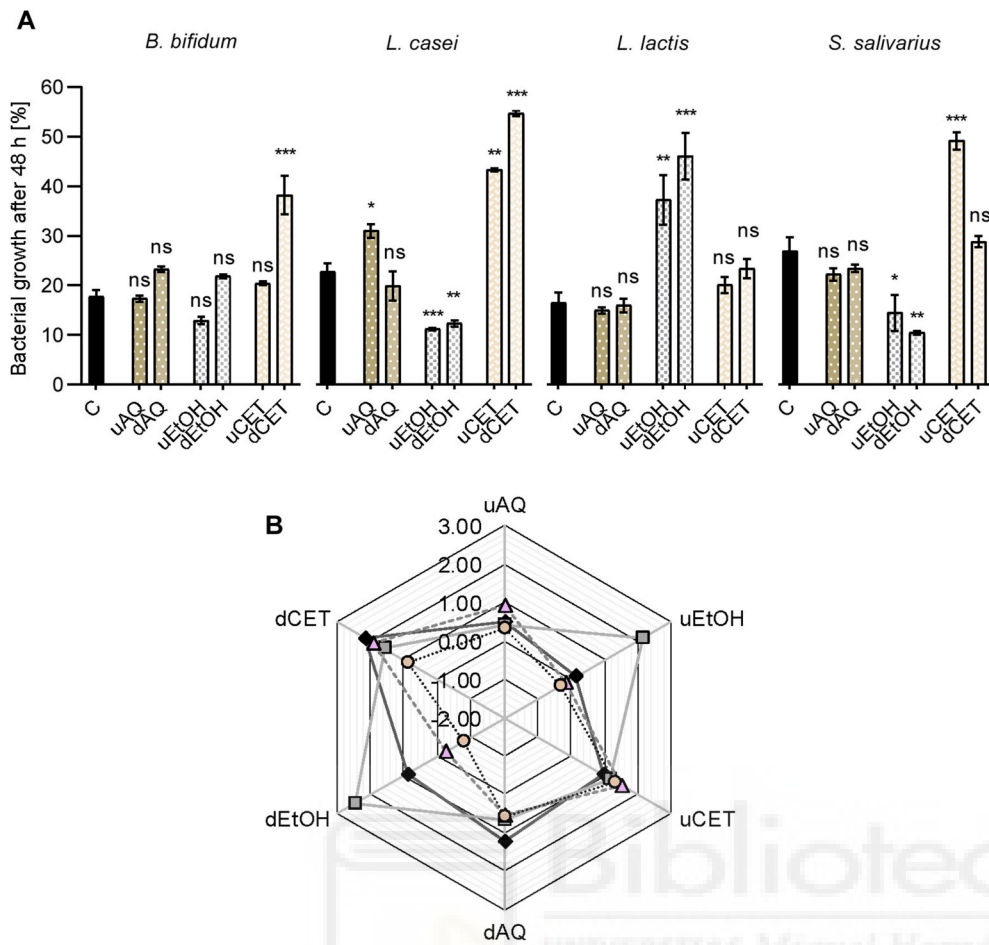 A
B. bifidum
L. casei
L. lactis
S. salivarius
Bacterial growth after 48 h [%]
60
50
40
30
20
10
0
ns
ns
ns
ns
ns
***
*
ns
***
**
**
***
ns
ns
**
***
ns
ns
ns
ns
*
**
***
ns
C
uAQ
dAQ
uEtOH
dEtOH
uCET
dCET
C
uAQ
dAQ
uEtOH
dEtOH
uCET
dCET
C
uAQ
dAQ
uEtOH
dEtOH
uCET
dCET
C
uAQ
dAQ
uEtOH
dEtOH
uCET
dCET
B
uAQ
3.00
2.00
1.00
0.00
-1.00
-2.00
dCET
uEtOH
dEtOH
uCET
dAQ
Bibliotec